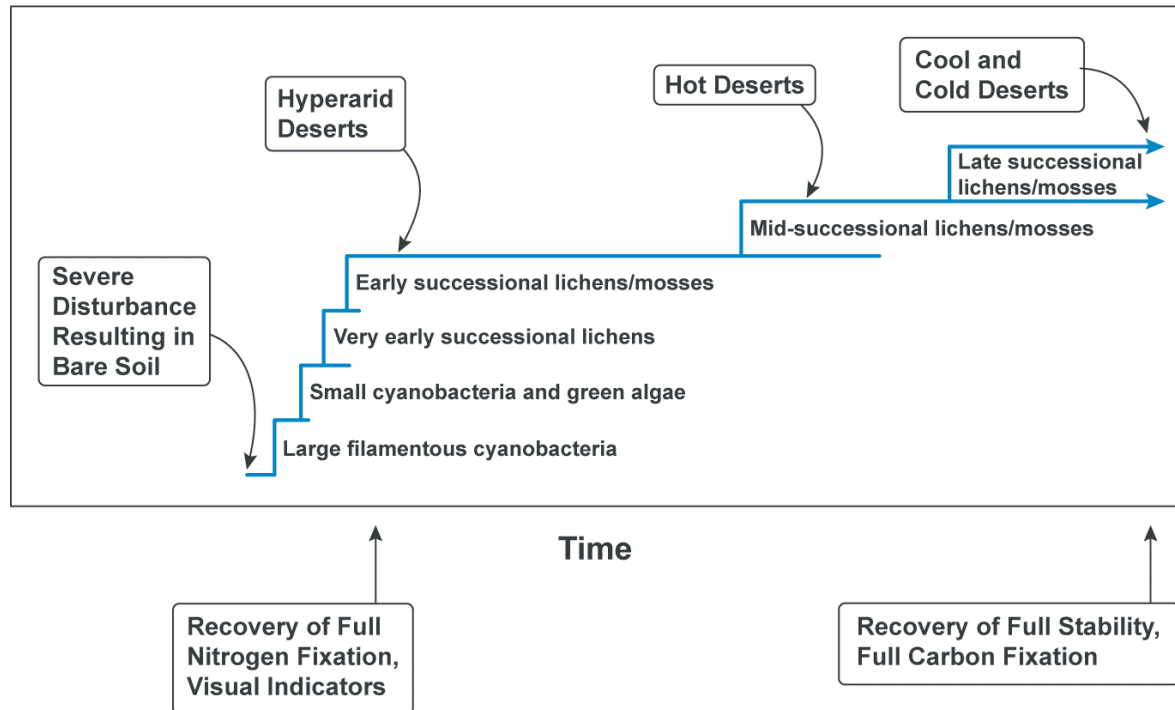 Cool and
Cold Deserts
Hot Deserts
Hyperarid
Deserts
Late successional
lichens/mosses
Mid-successional lichens/mosses
Severe
Disturbance
Resulting in
Bare Soil
Early successional lichens/mosses
Very early successional lichens
Small cyanobacteria and green algae
Large filamentous cyanobacteria
Time
Recovery of Full
Nitrogen Fixation,
Visual Indicators
Recovery of Full Stability,
Full Carbon Fixation